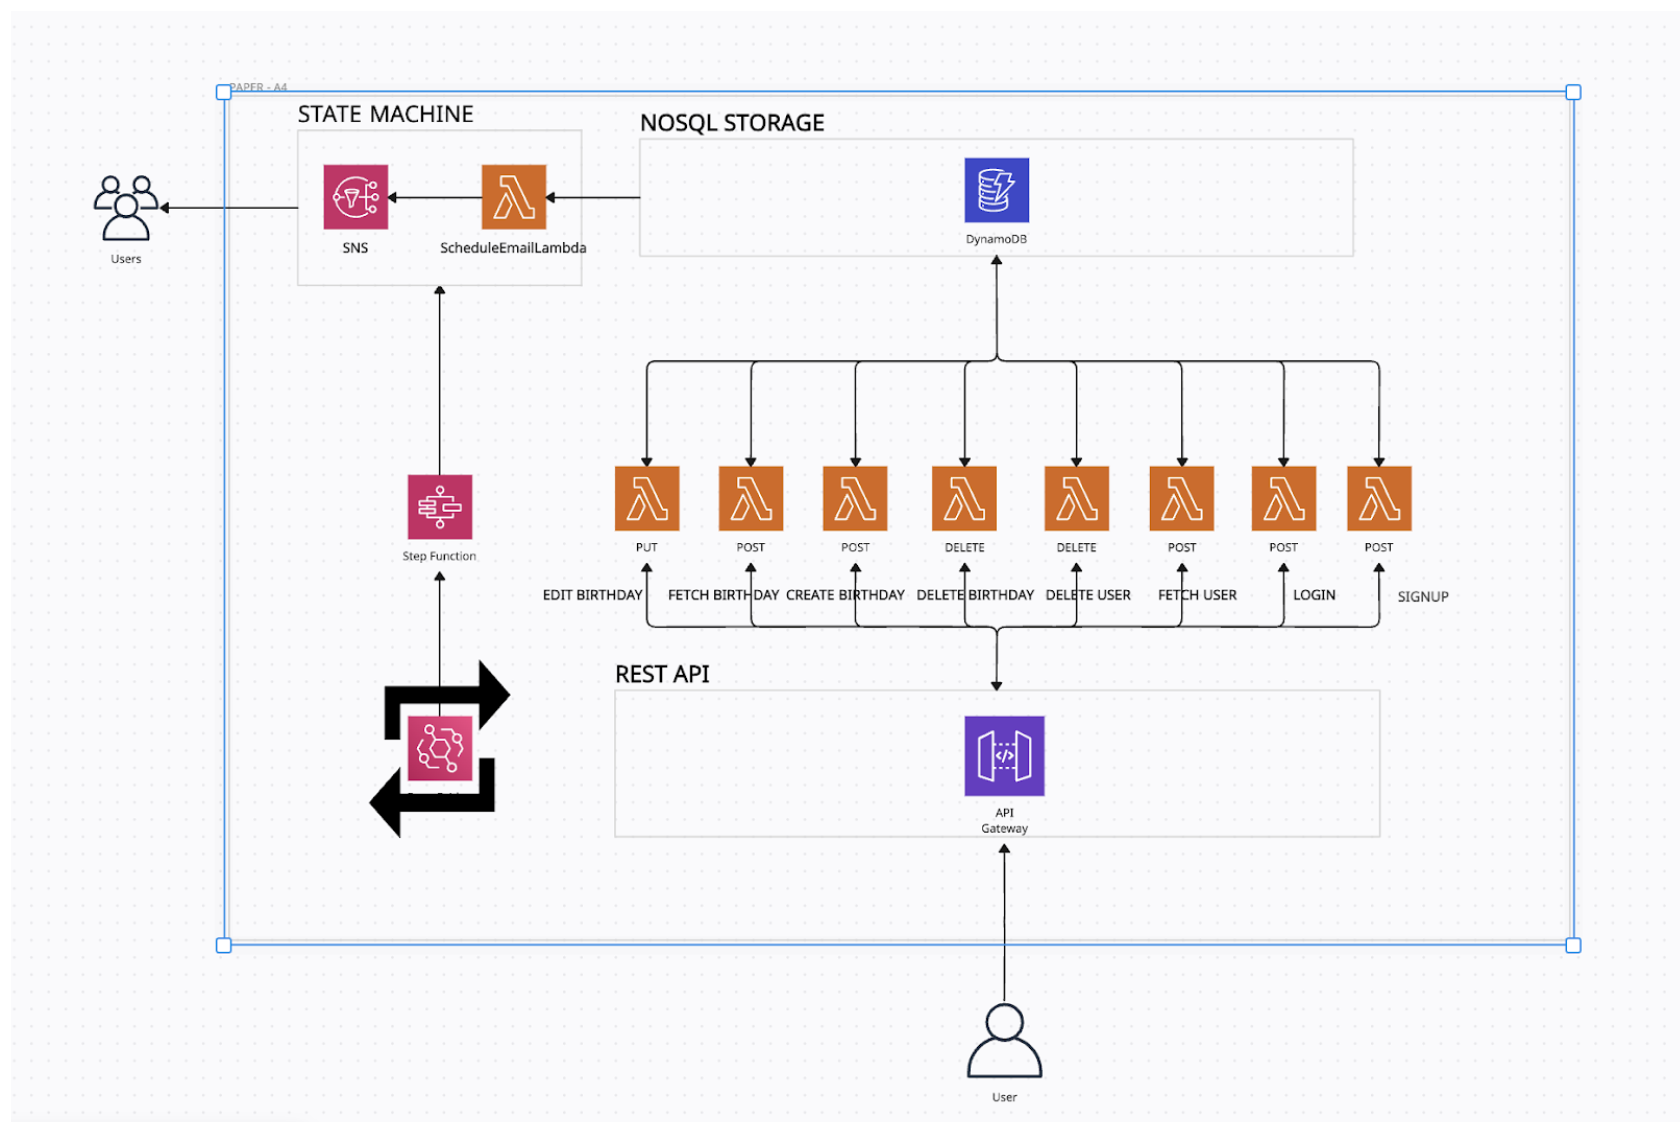 PAPER - A4
STATE MACHINE
NOSQL STORAGE
SNS
ScheduleEmailLambda
DynamoDB
Users
Step Function
PUT
POST
POST
DELETE
DELETE
POST
POST
POST
EDIT BIRTHDAY
FETCH BIRTHDAY
CREATE BIRTHDAY
DELETE BIRTHDAY
DELETE USER
FETCH USER
LOGIN
SIGNUP
REST API
API
Gateway
User